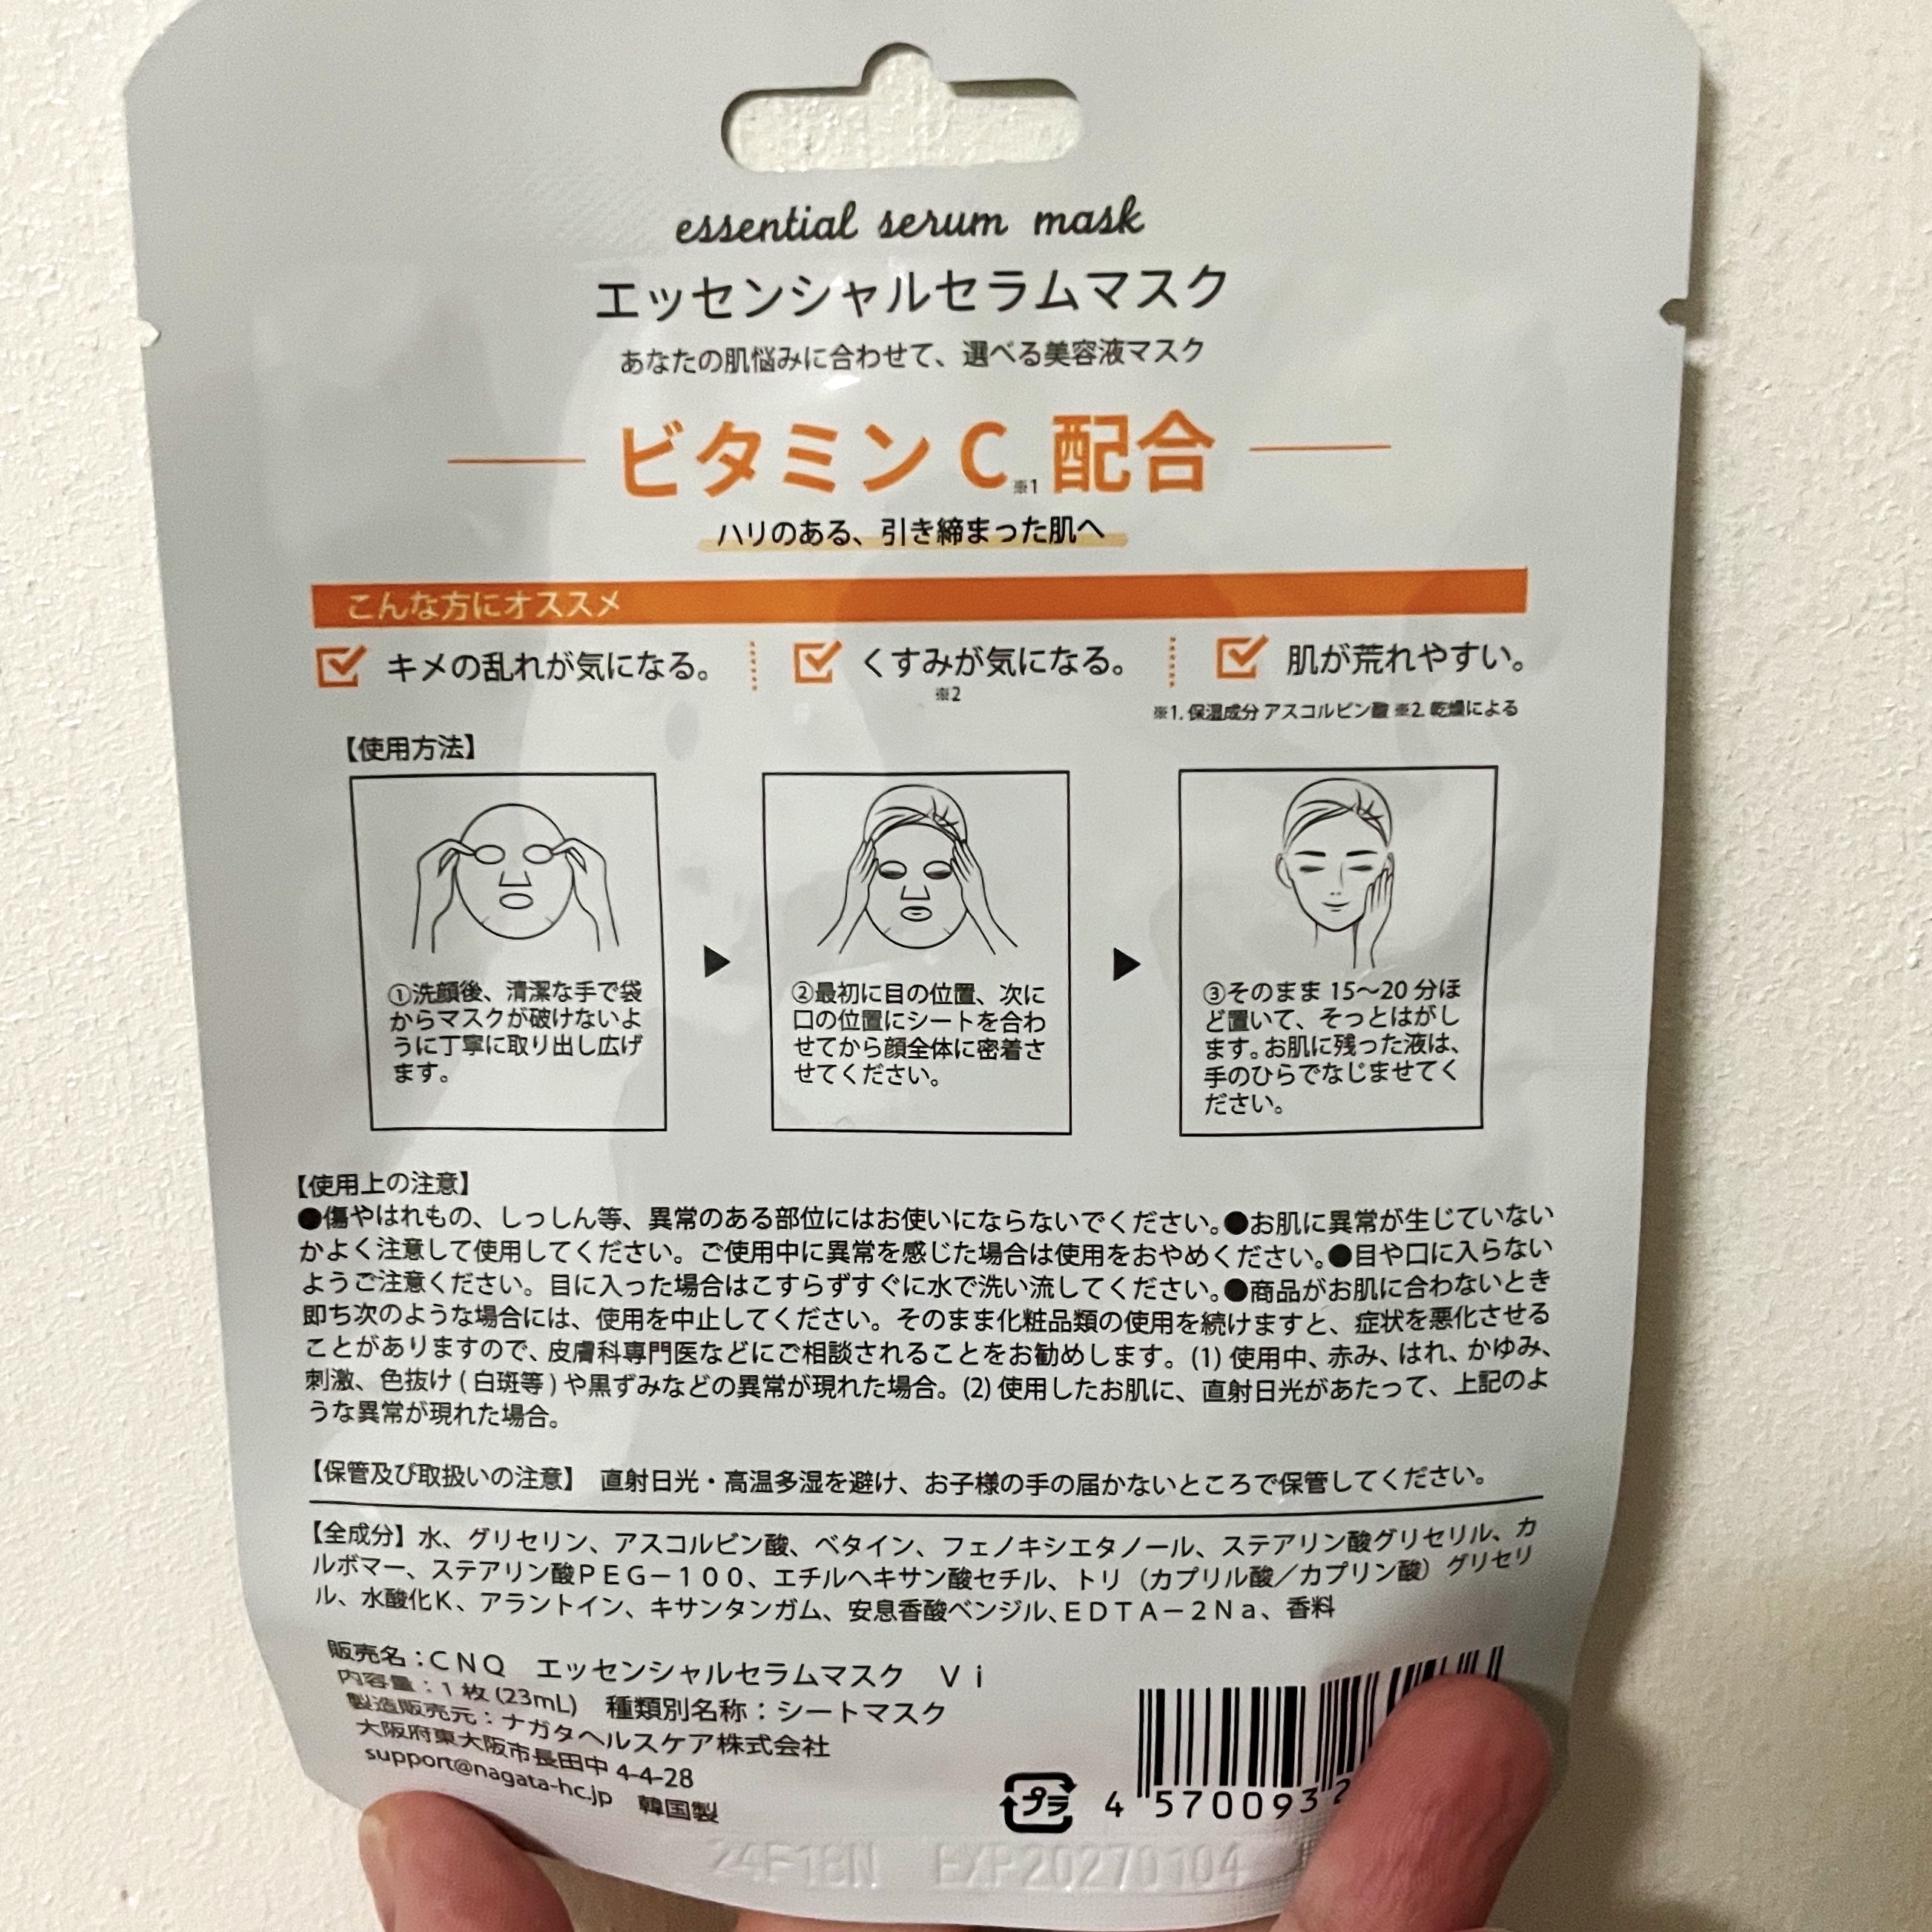 essential serum mask
エッセンシャルセラムマスク
あなたの肌悩みに合わせて、選べる美容液マスク
ビタミンC※1配合
ハリのある、引き締まった肌へ
こんな方にオススメ
キメの乱れが気になる。
くすみが気になる。
※2
肌が荒れやすい。
※1. 保湿成分 アスコルビン酸 ※2. 乾燥による
【使用方法】
①洗顔後、清潔な手で袋
からマスクが破けないよ
うに丁寧に取り出し広げ
ます。
②最初に目の位置、次に
口の位置にシートを合わ
せてから顔全体に密着さ
せてください。
③そのまま 15〜20 分ほ
ど置いて、そっとはがし
ます。お肌に残った液は、
手のひらでなじませてく
ださい。
【使用上の注意】
●傷やはれもの、しっしん等、異常のある部位にはお使いにならないでください。●お肌に異常が生じていない
かよく注意して使用してください。ご使用中に異常を感じた場合は使用をおやめください。●目や口に入らない
ようご注意ください。目に入った場合はこすらずすぐに水で洗い流してください。●商品がお肌に合わないとき
即ち次のような場合には、使用を中止してください。そのまま化粧品類の使用を続けますと、症状を悪化させる
ことがありますので、皮膚科専門医などにご相談されることをお勧めします。(1) 使用中、赤み、はれ、かゆみ、
刺激、色抜け ( 白斑等 ) や黒ずみなどの異常が現れた場合。(2) 使用したお肌に、直射日光があたって、上記のよ
うな異常が現れた場合。
【保管及び取扱いの注意】 直射日光・高温多湿を避け、お子様の手の届かないところで保管してください。
【全成分】水、グリセリン、アスコルビン酸、ベタイン、フェノキシエタノール、ステアリン酸グリセリル、カ
ルボマー、ステアリン酸PEG－100、エチルヘキサン酸セチル、トリ（カプリル酸／カプリン酸）グリセリ
ル、水酸化K、アラントイン、キサンタンガム、安息香酸ベンジル、EDTA－2Na、香料
販売名：CNQ エッセンシャルセラムマスク Vi
内容量：1 枚 (23mL) 種類別名称：シートマスク
製造販売元：ナガタヘルスケア株式会社
大阪府東大阪市長田中 4-4-28
support@nagata-hc.jp 韓国製
プラ
4 570093 2
24F18N EXP20270104